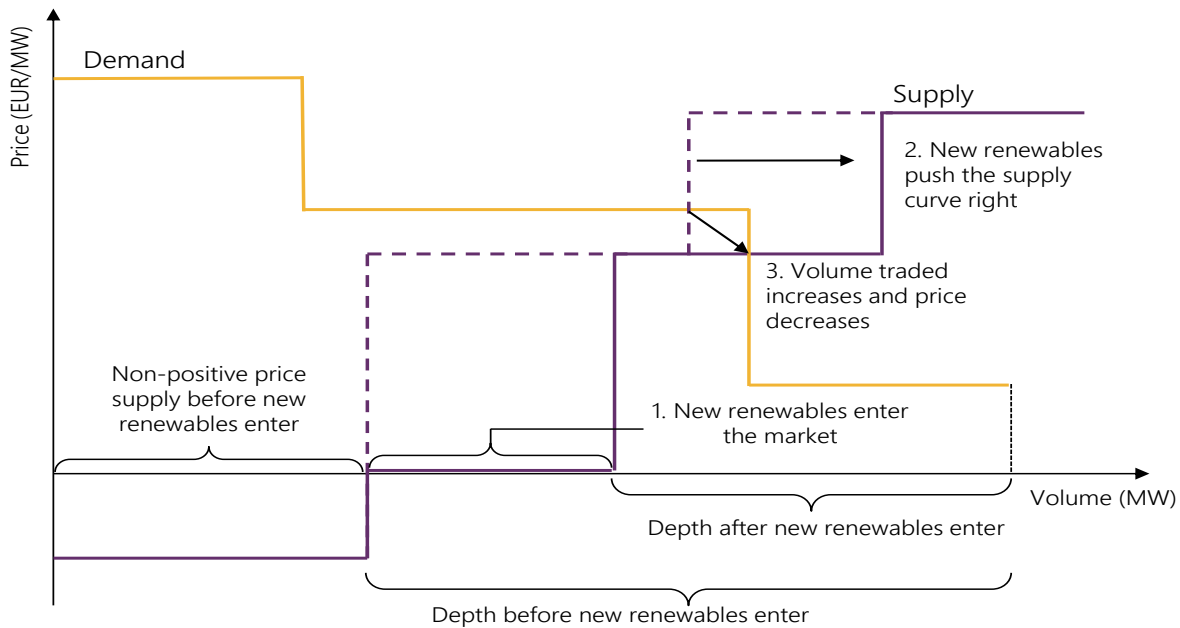 Price (EUR/MW)
Demand
Supply
2. New renewables
push the supply
curve right
3. Volume traded
increases and price
decreases
Non-positive price
supply before new
renewables enter
1. New renewables enter
the market
Volume (MW)
Depth after new renewables enter
Depth before new renewables enter